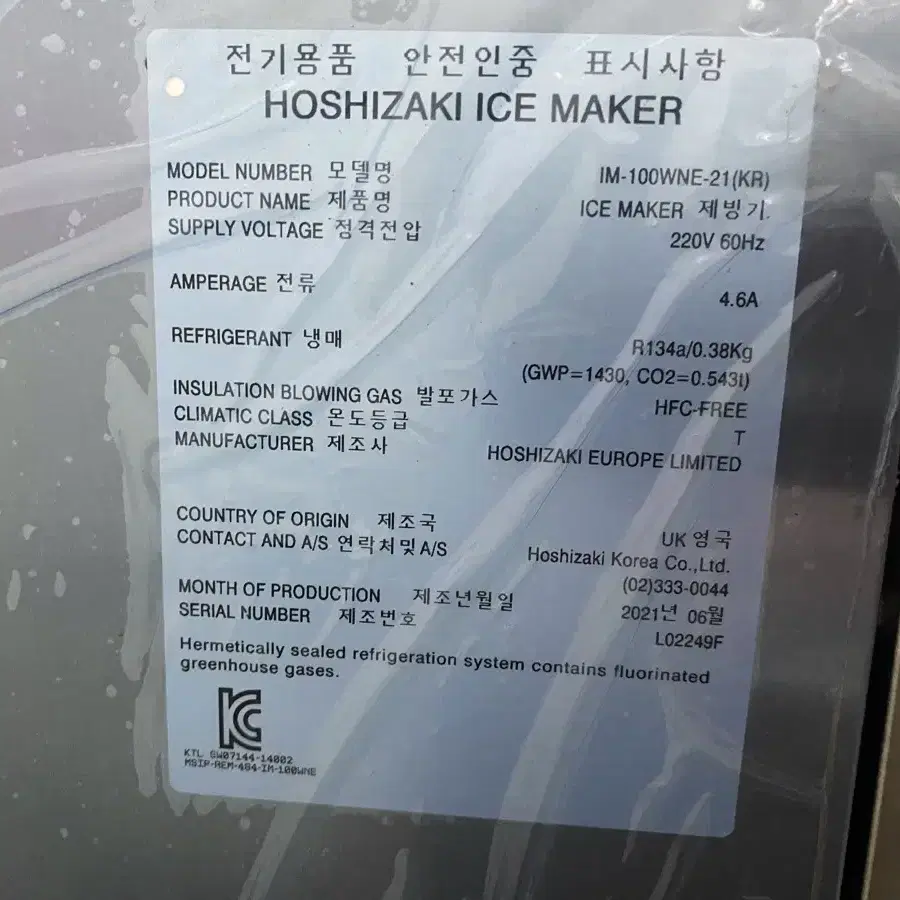 전기용품 안전인증 표시사항
HOSHIZAKI ICE MAKER
MODEL NUMBER 모델명 IM-100WNE-21(KR)
PRODUCT NAME 제품명 ICE MAKER 제빙기.
SUPPLY VOLTAGE 정격전압 220V 60Hz
AMPERAGE 전류 4.6A
REFRIGERANT 냉매 R134a/0.38Kg
(GWP=1430, CO2=0.543t)
INSULATION BLOWING GAS 발포가스 HFC-FREE
CLIMATIC CLASS 온도등급 T
MANUFACTURER 제조사 HOSHIZAKI EUROPE LIMITED
COUNTRY OF ORIGIN 제조국 UK 영국
CONTACT AND A/S 연락처및A/S Hoshizaki Korea Co.,Ltd.
(02)333-0044
MONTH OF PRODUCTION 제조년월일 2021년 06월
SERIAL NUMBER 제조번호 L02249F
Hermetically sealed refrigeration system contains fluorinated
greenhouse gases.
KC
KTL SW07144-14002
MSIP-REM-4G4-IM-100WNE